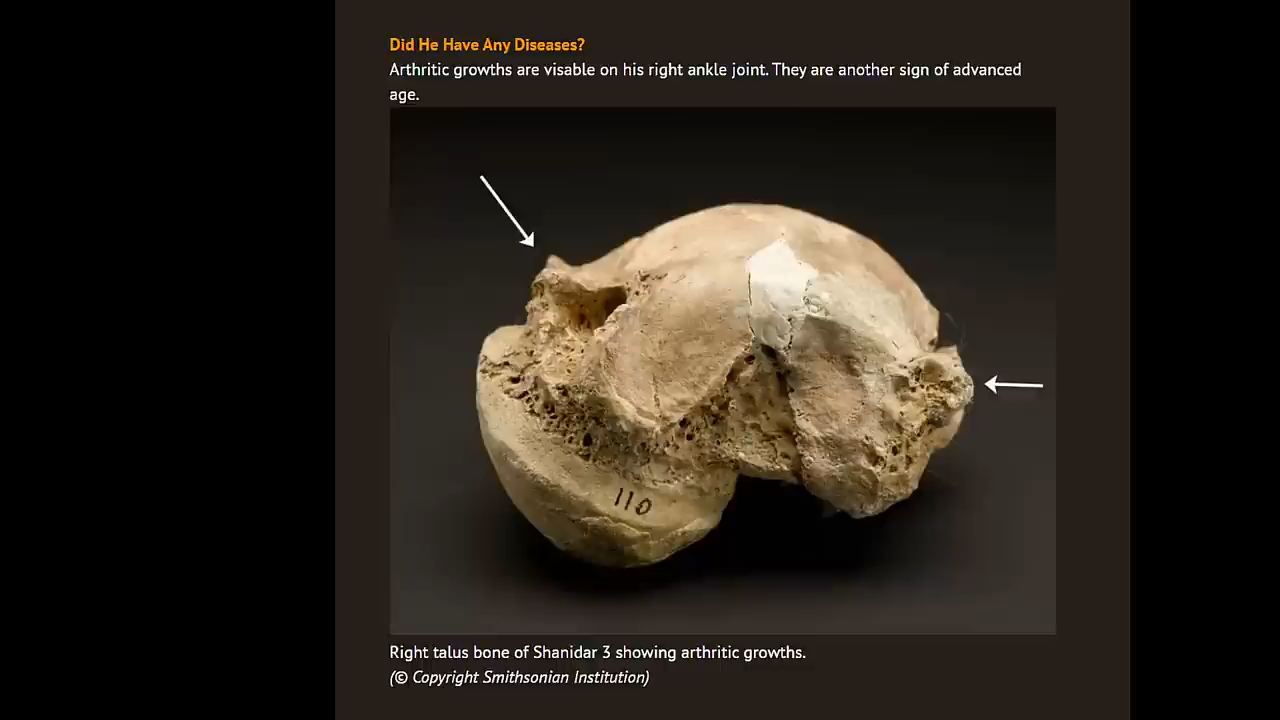 Did He Have Any Diseases?
Arthritic growths are visable on his right ankle joint. They are another sign of advanced
age.
110
Right talus bone of Shanidar 3 showing arthritic growths.
(© Copyright Smithsonian Institution)